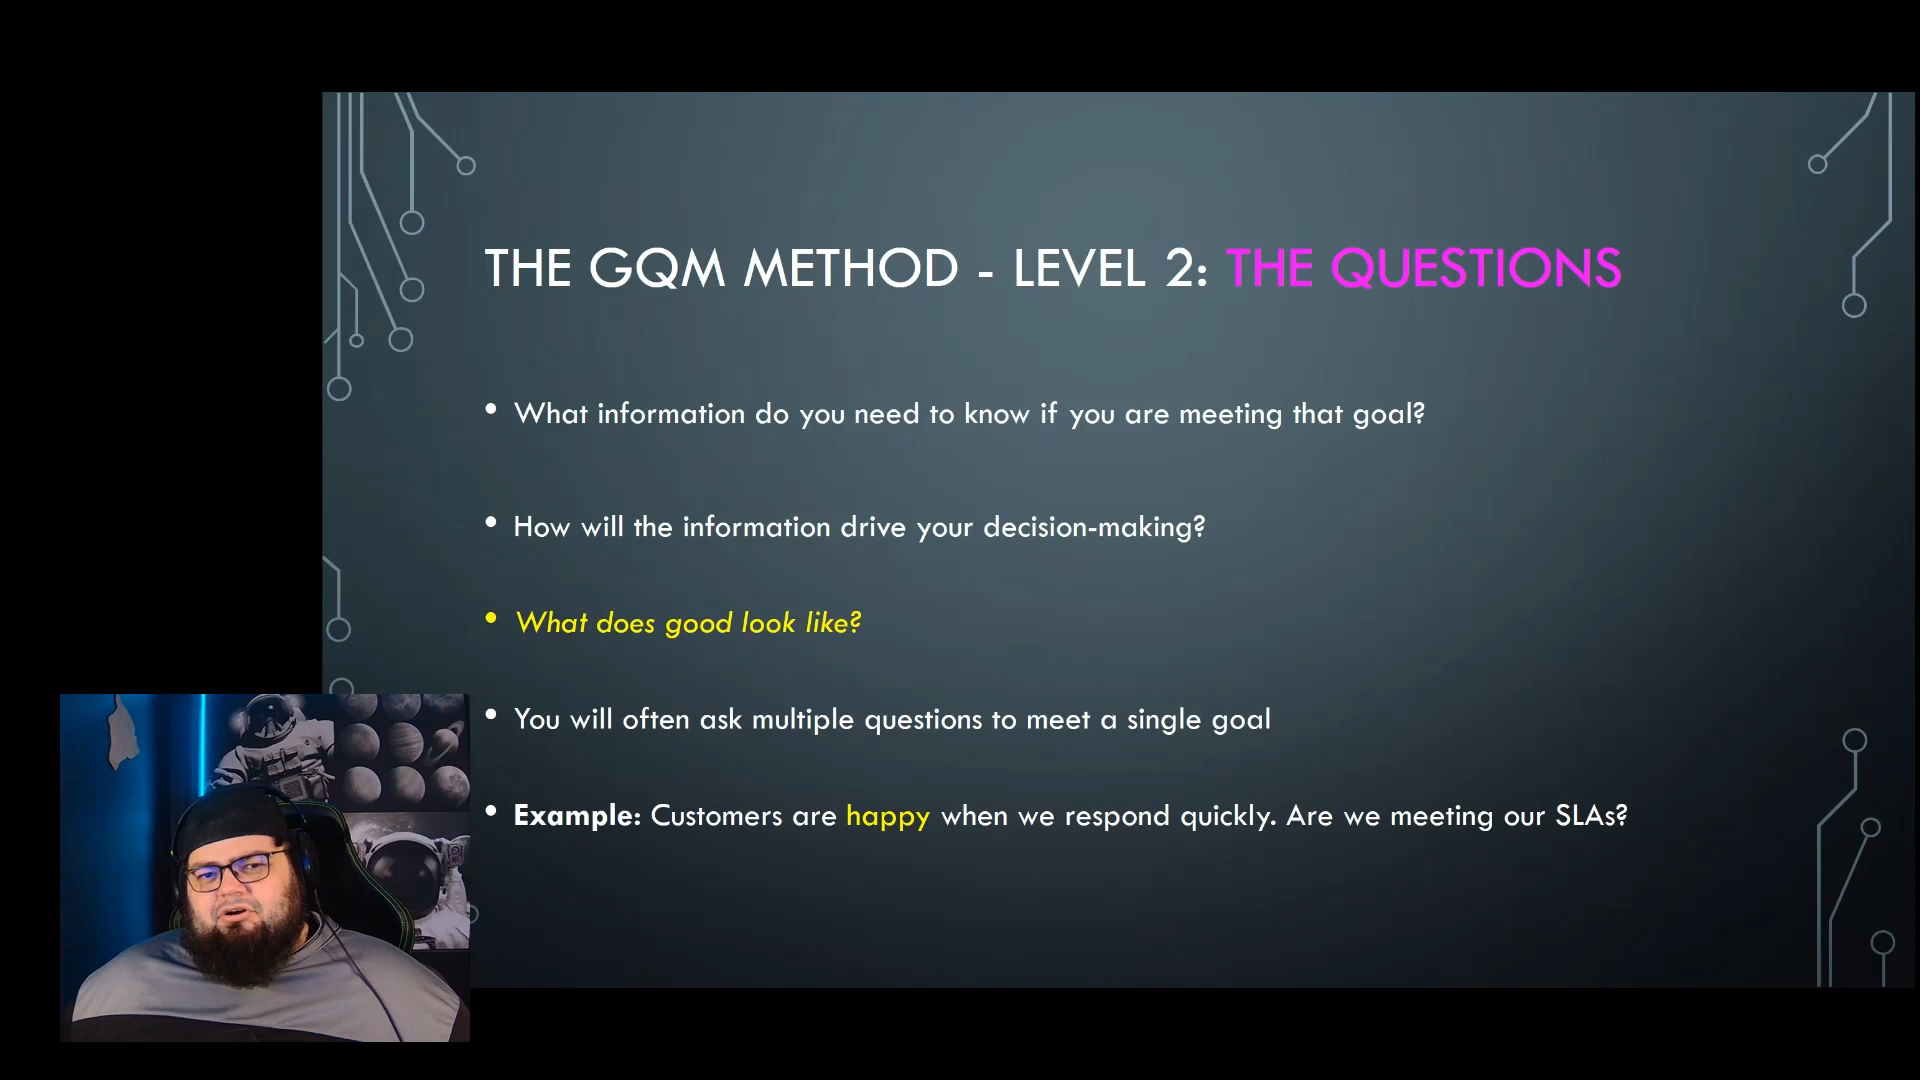 THE GQM METHOD - LEVEL 2: THE QUESTIONS
• What information do you need to know if you are meeting that goal?
• How will the information drive your decision-making?
• What does good look like?
• You will often ask multiple questions to meet a single goal
• Example: Customers are happy when we respond quickly. Are we meeting our SLAs?